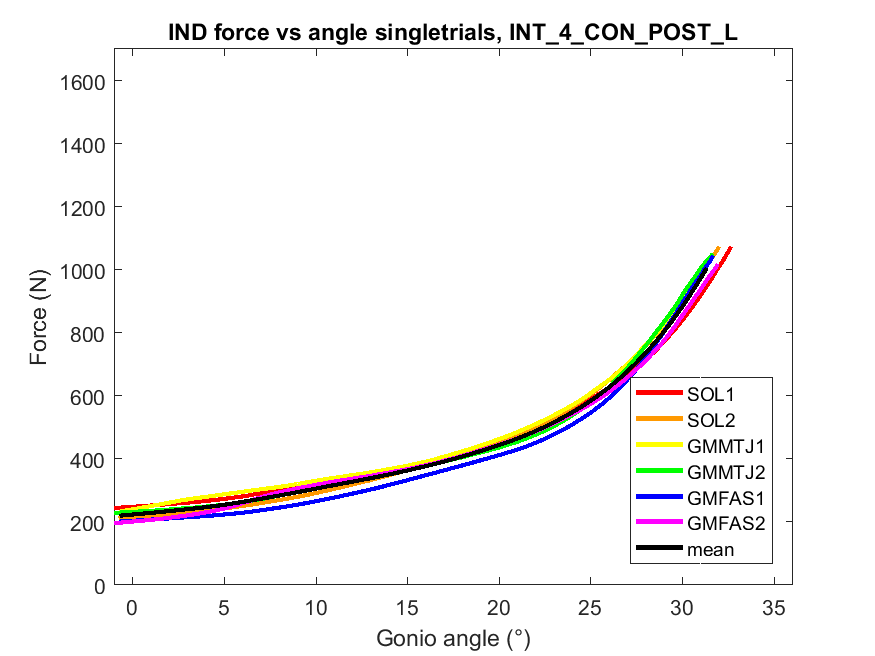 IND force vs angle singletrials, INT_4_CON_POST_L
1600
1400
1200
1000
800
600
400
200
0
Force (N)
SOL1
SOL2
GMMTJ1
GMMTJ2
GMFAS1
GMFAS2
mean
0 5 10 15 20 25 30 35
Gonio angle (°)